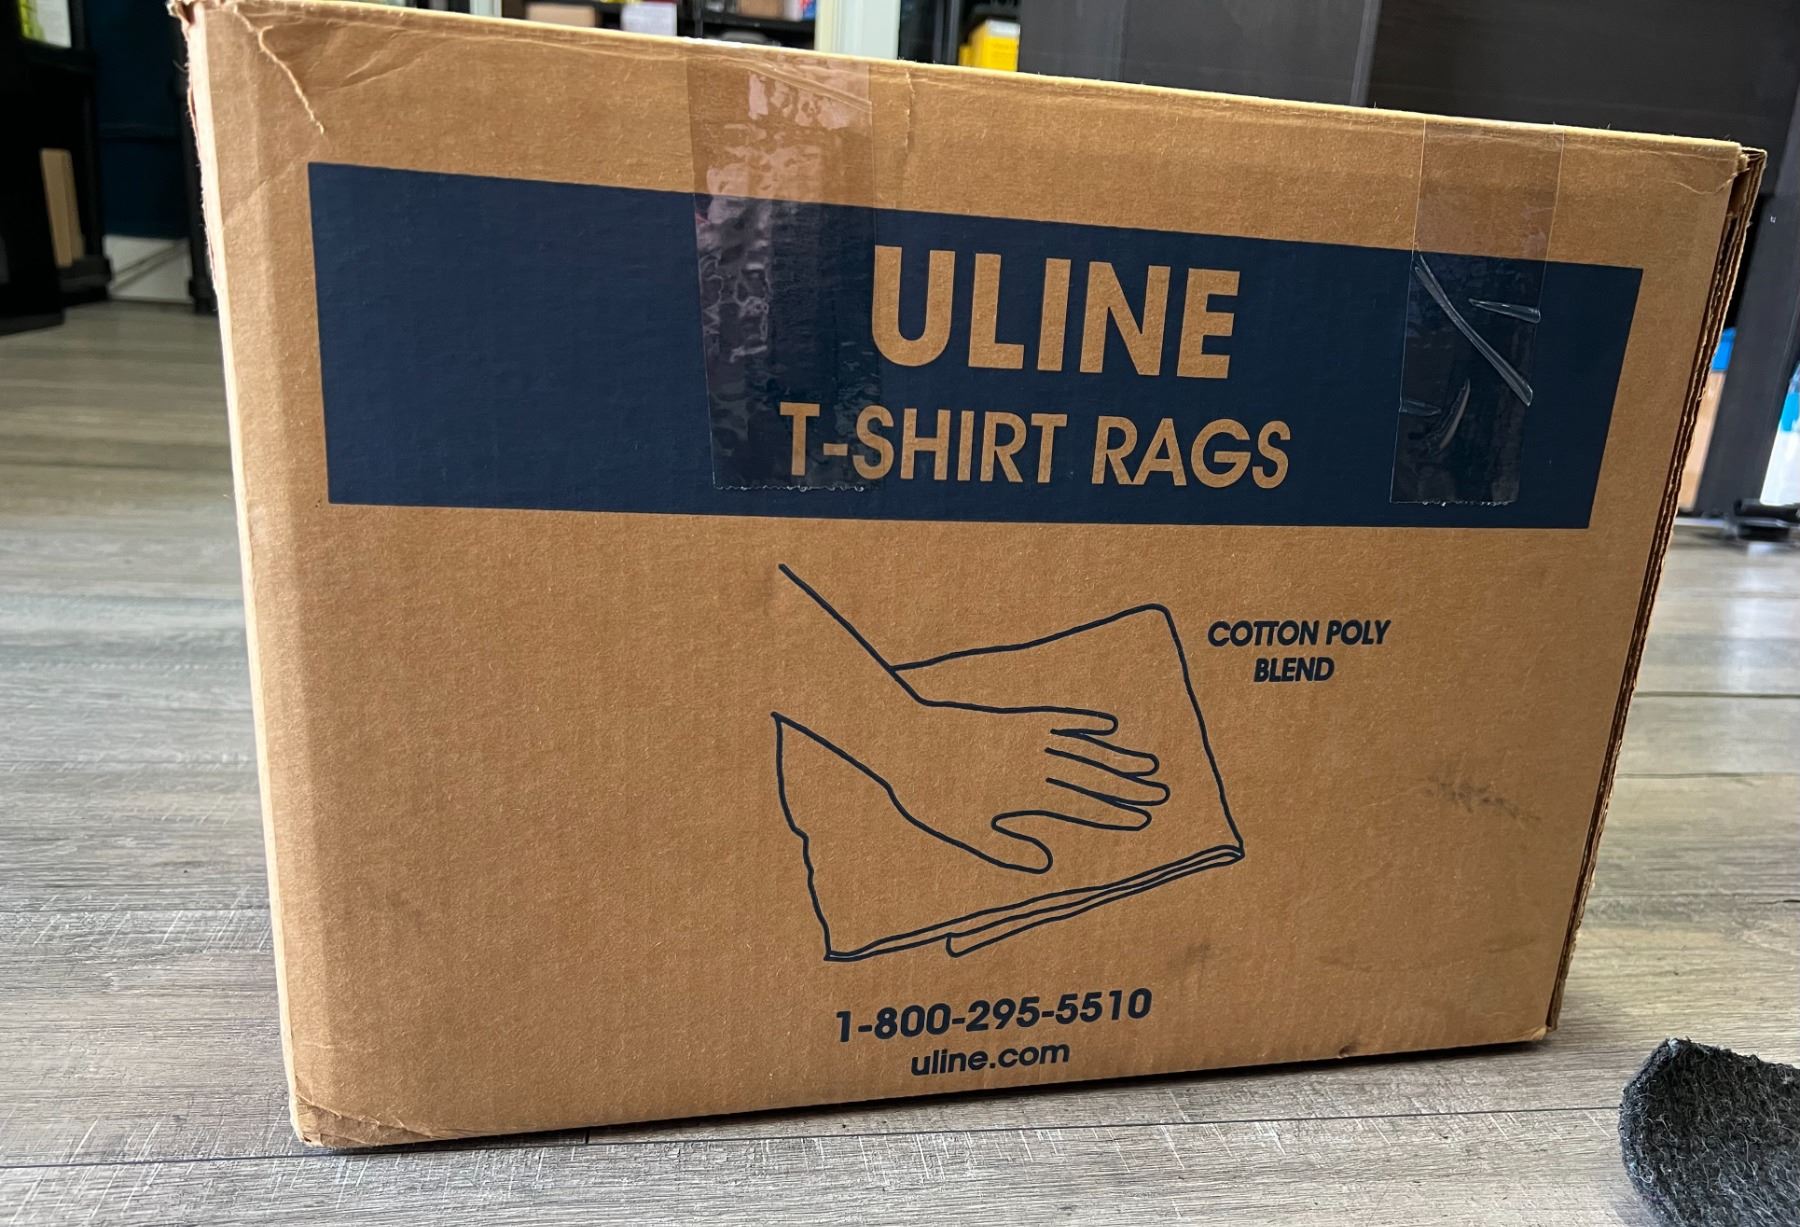 ULINE
T-SHIRT RAGS
COTTON POLY
BLEND
1-800-295-5510
uline.com